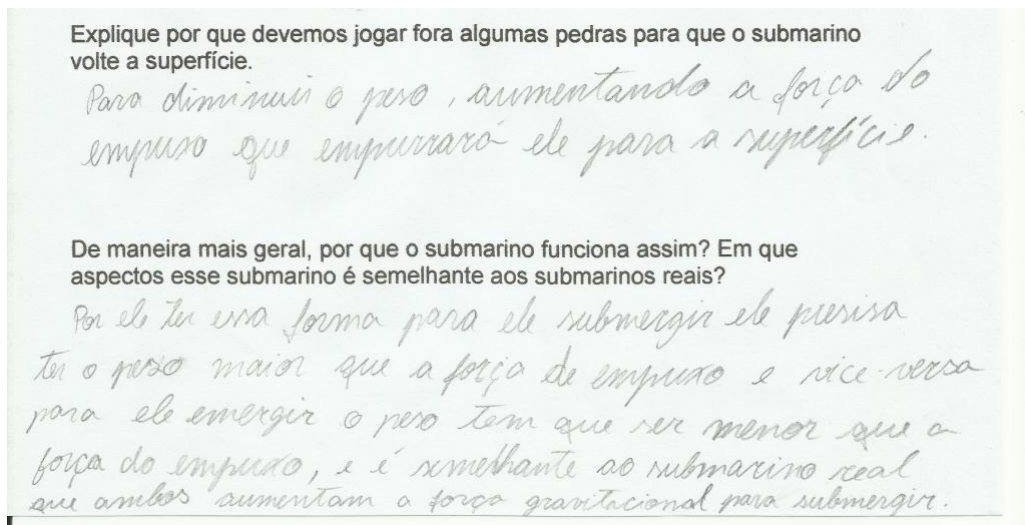 Explique por que devemos jogar fora algumas pedras para que o submarino
volte a superfície.
Para diminuir o peso, aumentando a força do
empuxo que empurrará ele para a superfície.
De maneira mais geral, por que o submarino funciona assim? Em que
aspectos esse submarino é semelhante aos submarinos reais?
Por ele ter essa forma para ele submergir ele presisa
ter o peso maior que a força de empuxo e vice-versa
para ele emergir o peso tem que ser menor que a
força do empuxo, e é semelhante ao submarino real
que ambos aumentam a força gravitacional para submergir.